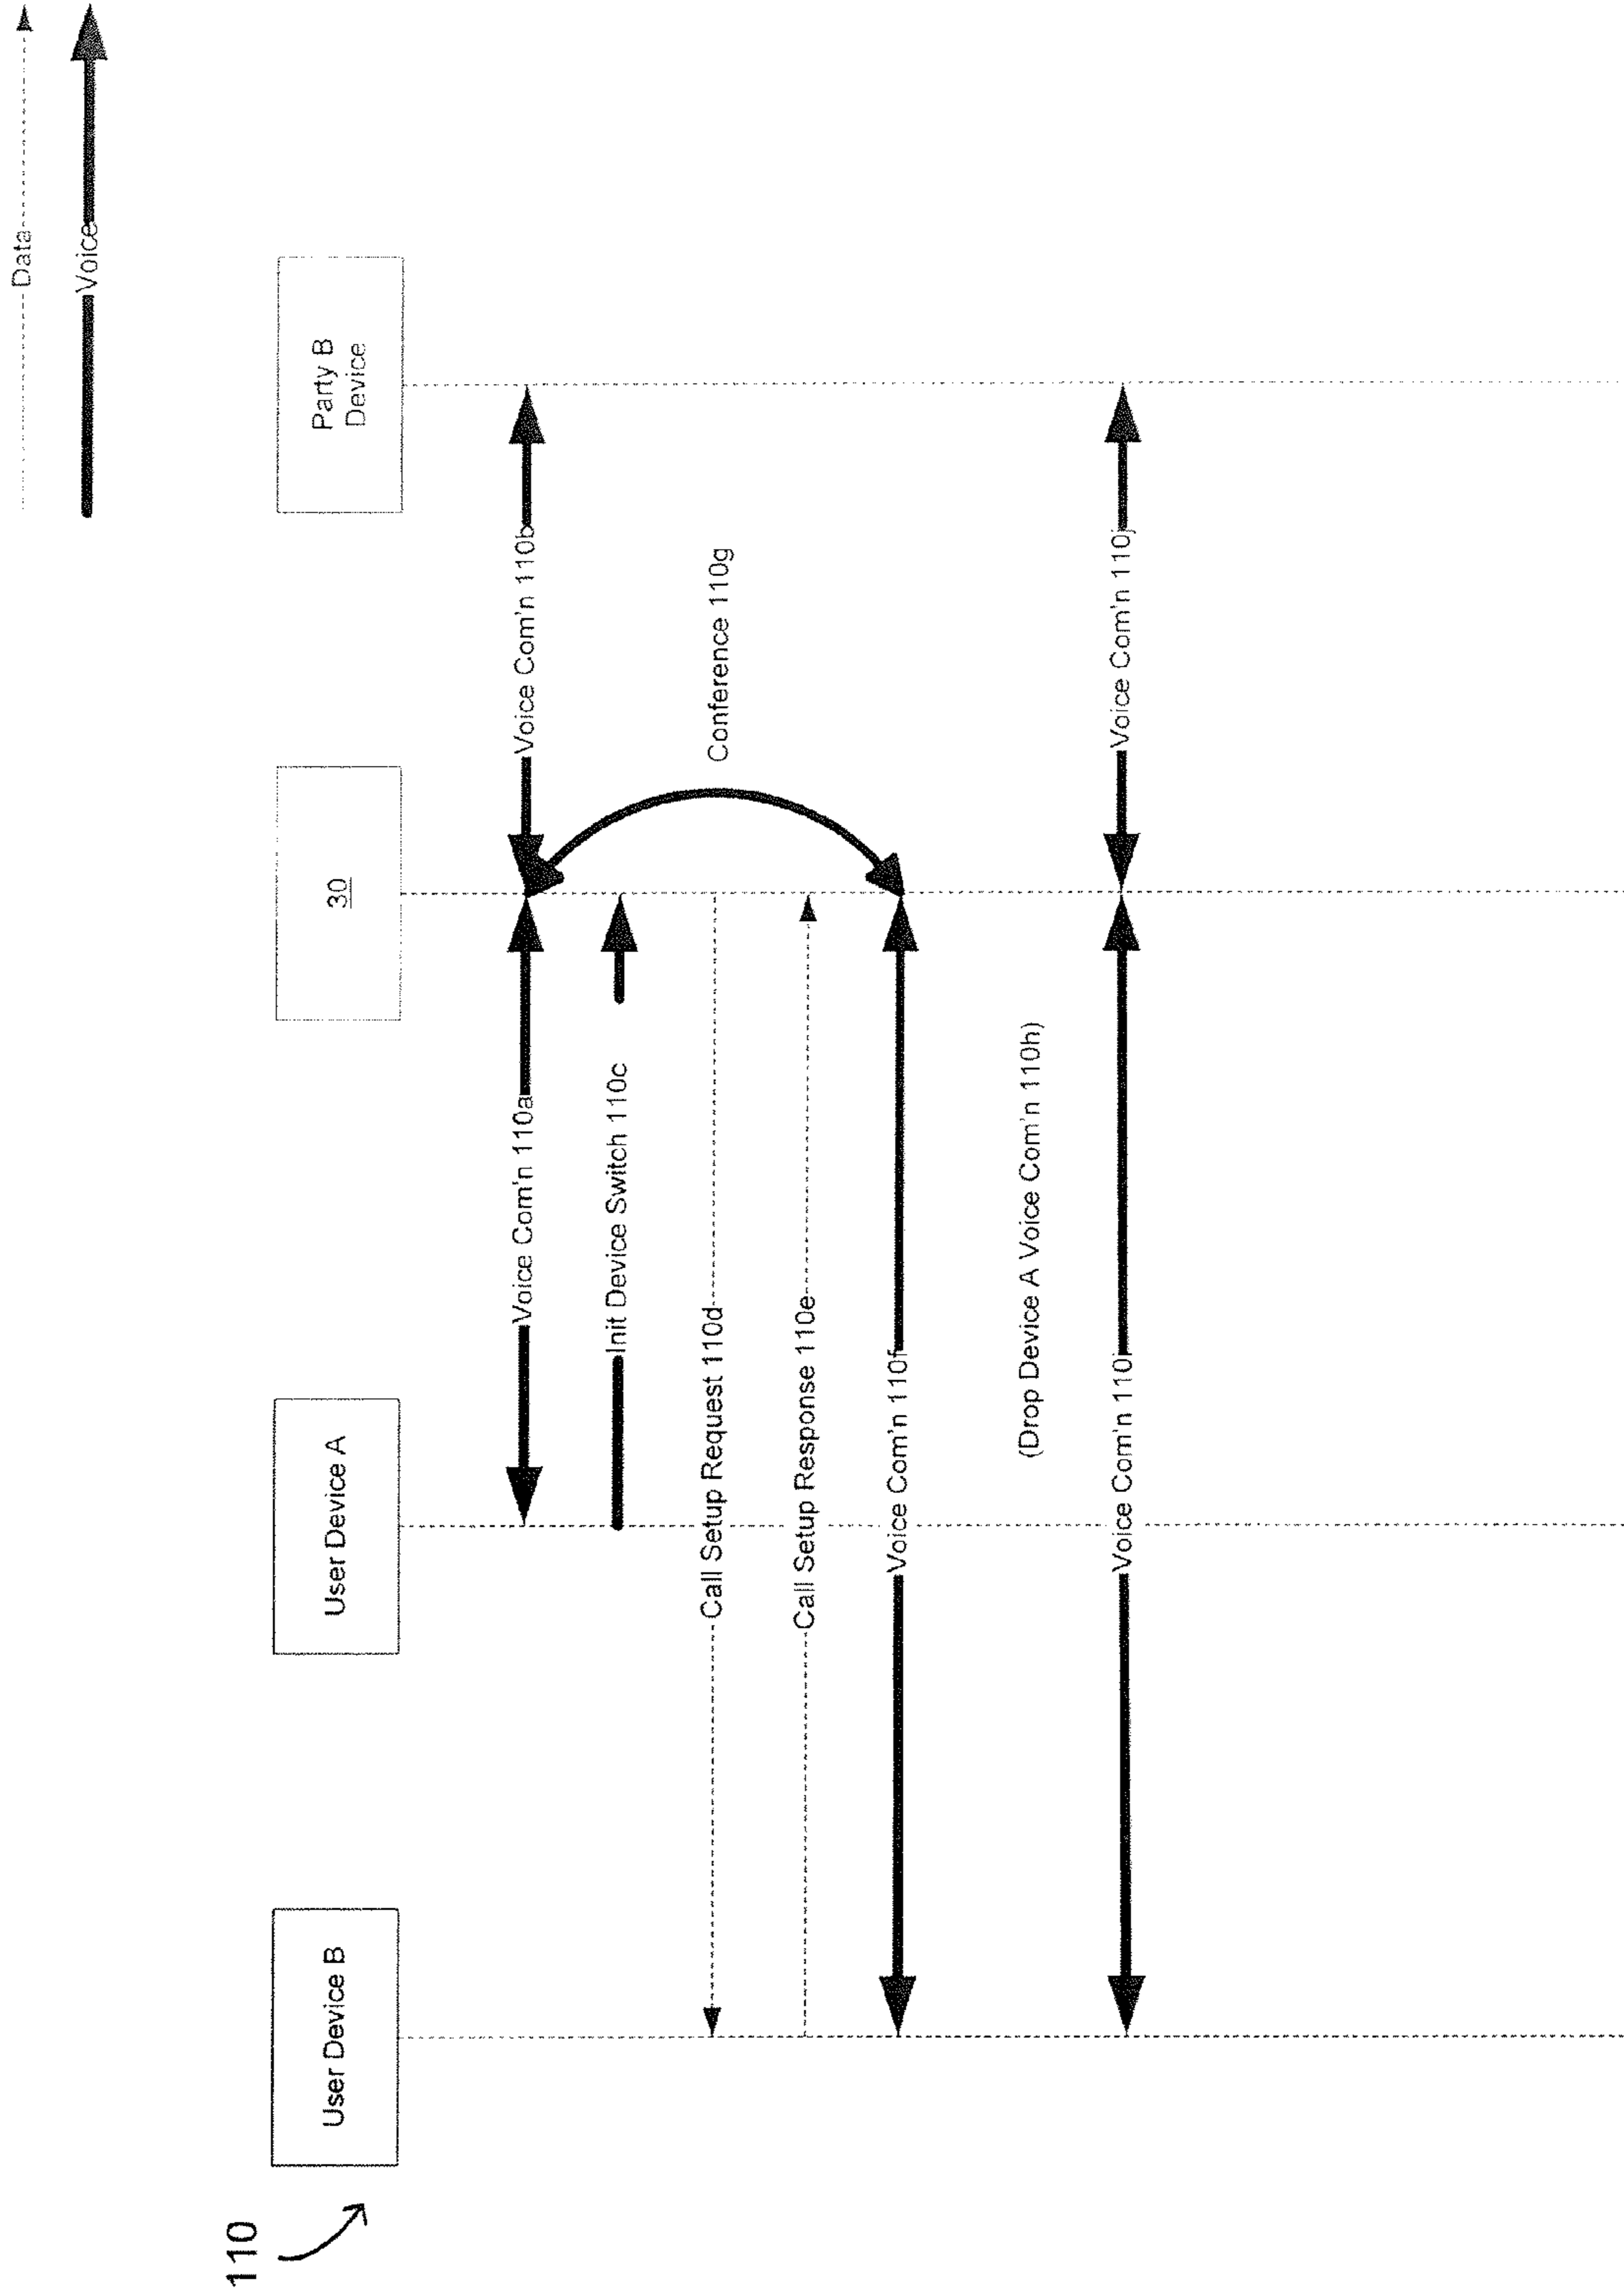 Data
Voice
110
User Device B
User Device A
30
Party B
Device
Voice Com'n 110a
Voice Com'n 110b
Init Device Switch 110c
Call Setup Request 110d
Conference 110g
Call Setup Response 110e
Voice Com'n 110f
(Drop Device A Voice Com'n 110h)
Voice Com'n 110i
Voice Com'n 110j